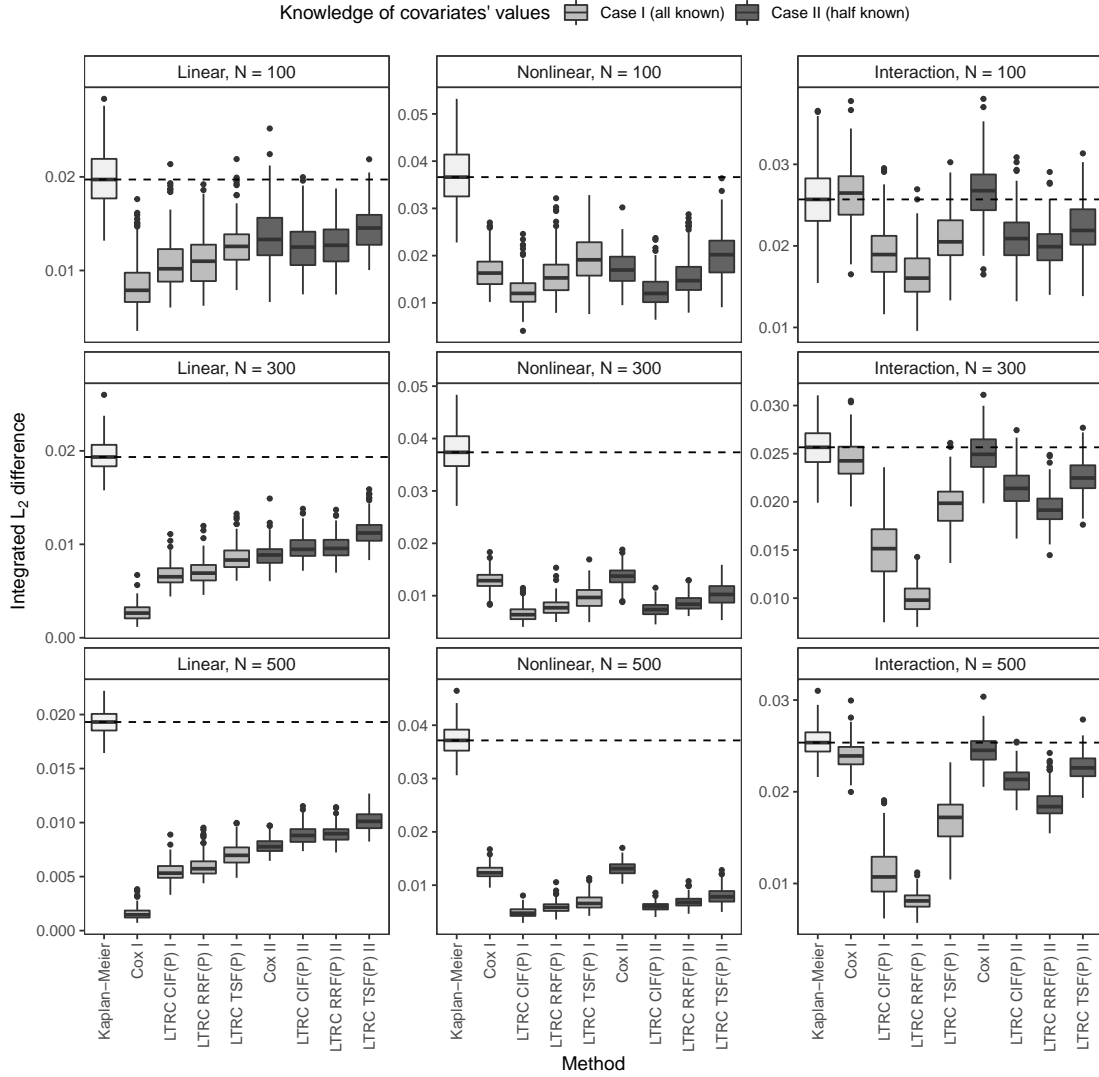 Knowledge of covariates' values Case I (all known) Case II (half known)
Linear, N = 100
Nonlinear, N = 100
Interaction, N = 100
0.02
0.01
0.05
0.04
0.03
0.02
0.01
0.03
0.02
0.01
Linear, N = 300
Nonlinear, N = 300
Interaction, N = 300
0.02
0.01
0.00
0.05
0.04
0.03
0.02
0.01
0.030
0.025
0.020
0.015
0.010
Linear, N = 500
Nonlinear, N = 500
Interaction, N = 500
0.020
0.015
0.010
0.005
0.000
0.04
0.03
0.02
0.01
0.03
0.02
0.01
Integrated L₂ difference
Kaplan−Meier
Cox I
LTRC CIF(P) I
LTRC RRF(P) I
LTRC TSF(P) I
Cox II
LTRC CIF(P) II
LTRC RRF(P) II
LTRC TSF(P) II
Kaplan−Meier
Cox I
LTRC CIF(P) I
LTRC RRF(P) I
LTRC TSF(P) I
Cox II
LTRC CIF(P) II
LTRC RRF(P) II
LTRC TSF(P) II
Kaplan−Meier
Cox I
LTRC CIF(P) I
LTRC RRF(P) I
LTRC TSF(P) I
Cox II
LTRC CIF(P) II
LTRC RRF(P) II
LTRC TSF(P) II
Method